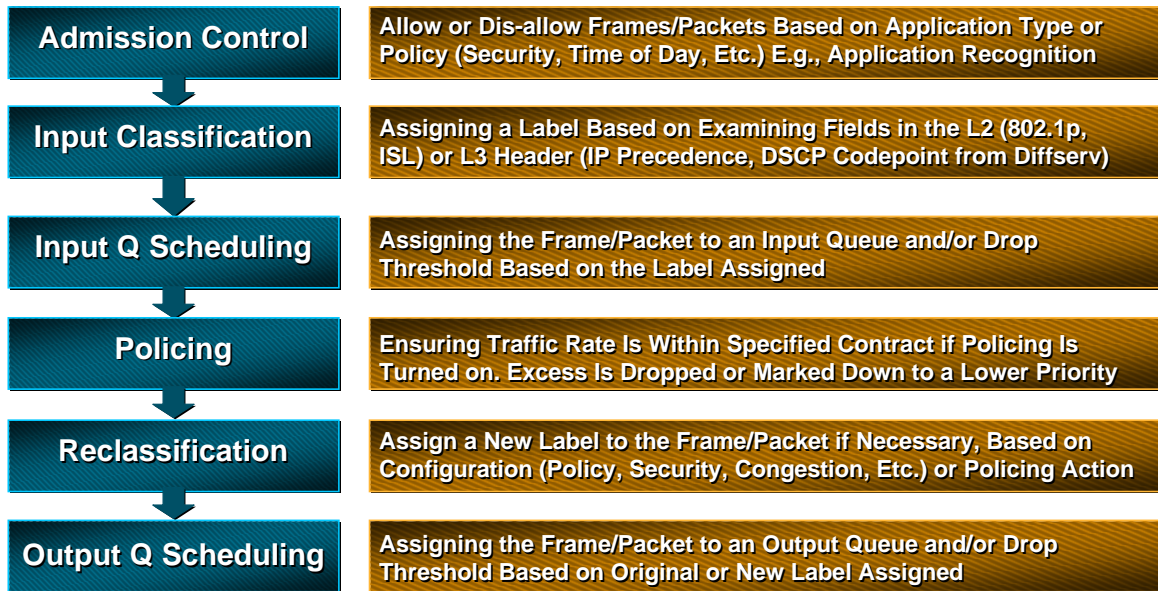 Admission Control
Allow or Dis-allow Frames/Packets Based on Application Type or
Policy (Security, Time of Day, Etc.) E.g., Application Recognition
Input Classification
Assigning a Label Based on Examining Fields in the L2 (802.1p,
ISL) or L3 Header (IP Precedence, DSCP Codepoint from Diffserv)
Input Q Scheduling
Assigning the Frame/Packet to an Input Queue and/or Drop
Threshold Based on the Label Assigned
Policing
Ensuring Traffic Rate Is Within Specified Contract if Policing Is
Turned on. Excess Is Dropped or Marked Down to a Lower Priority
Reclassification
Assign a New Label to the Frame/Packet if Necessary, Based on
Configuration (Policy, Security, Congestion, Etc.) or Policing Action
Output Q Scheduling
Assigning the Frame/Packet to an Output Queue and/or Drop
Threshold Based on Original or New Label Assigned